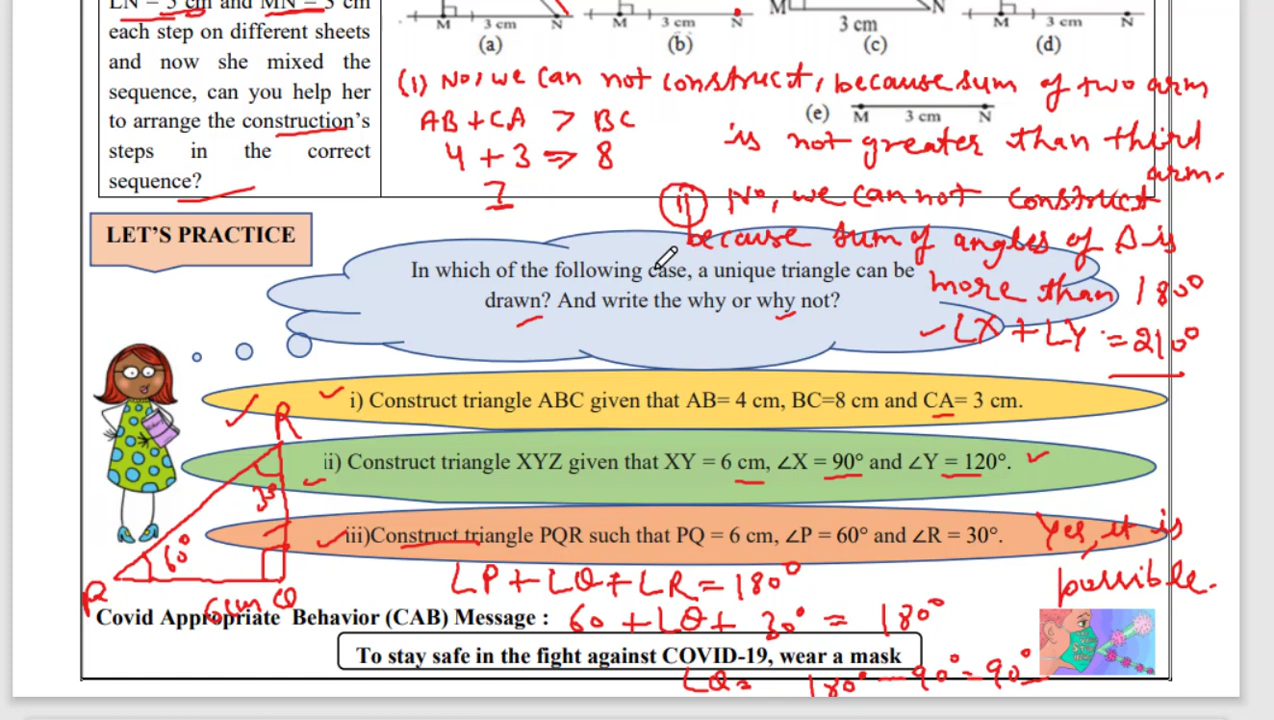 LN = 5 cm and MN = 3 cm
each step on different sheets
and now she mixed the
sequence, can you help her
to arrange the construction's
steps in the correct
sequence?
M 3 cm N
(a)
M 3 cm N
(b)
M N
3 cm
(c)
M 3 cm N
(d)
(e) M 3 cm N
(i) No, we can not construct, because sum of two arm
is not greater than third
arm.
AB + CA > BC
4 + 3 => 8
7
(ii) No, we can not construct
because sum of angles of Δ is
more than 180°
∠X + ∠Y = 210°
LET'S PRACTICE
In which of the following case, a unique triangle can be
drawn? And write the why or why not?
i) Construct triangle ABC given that AB= 4 cm, BC=8 cm and CA= 3 cm.
ii) Construct triangle XYZ given that XY = 6 cm, ∠X = 90° and ∠Y = 120°.
iii)Construct triangle PQR such that PQ = 6 cm, ∠P = 60° and ∠R = 30°.
Yes, it is
possible.
R
60°
6cm Q
∠P + ∠Q + ∠R = 180°
60 + ∠Q + 30° = 180°
∠Q = 180° - 90° = 90°
Covid Appropriate Behavior (CAB) Message :
To stay safe in the fight against COVID-19, wear a mask